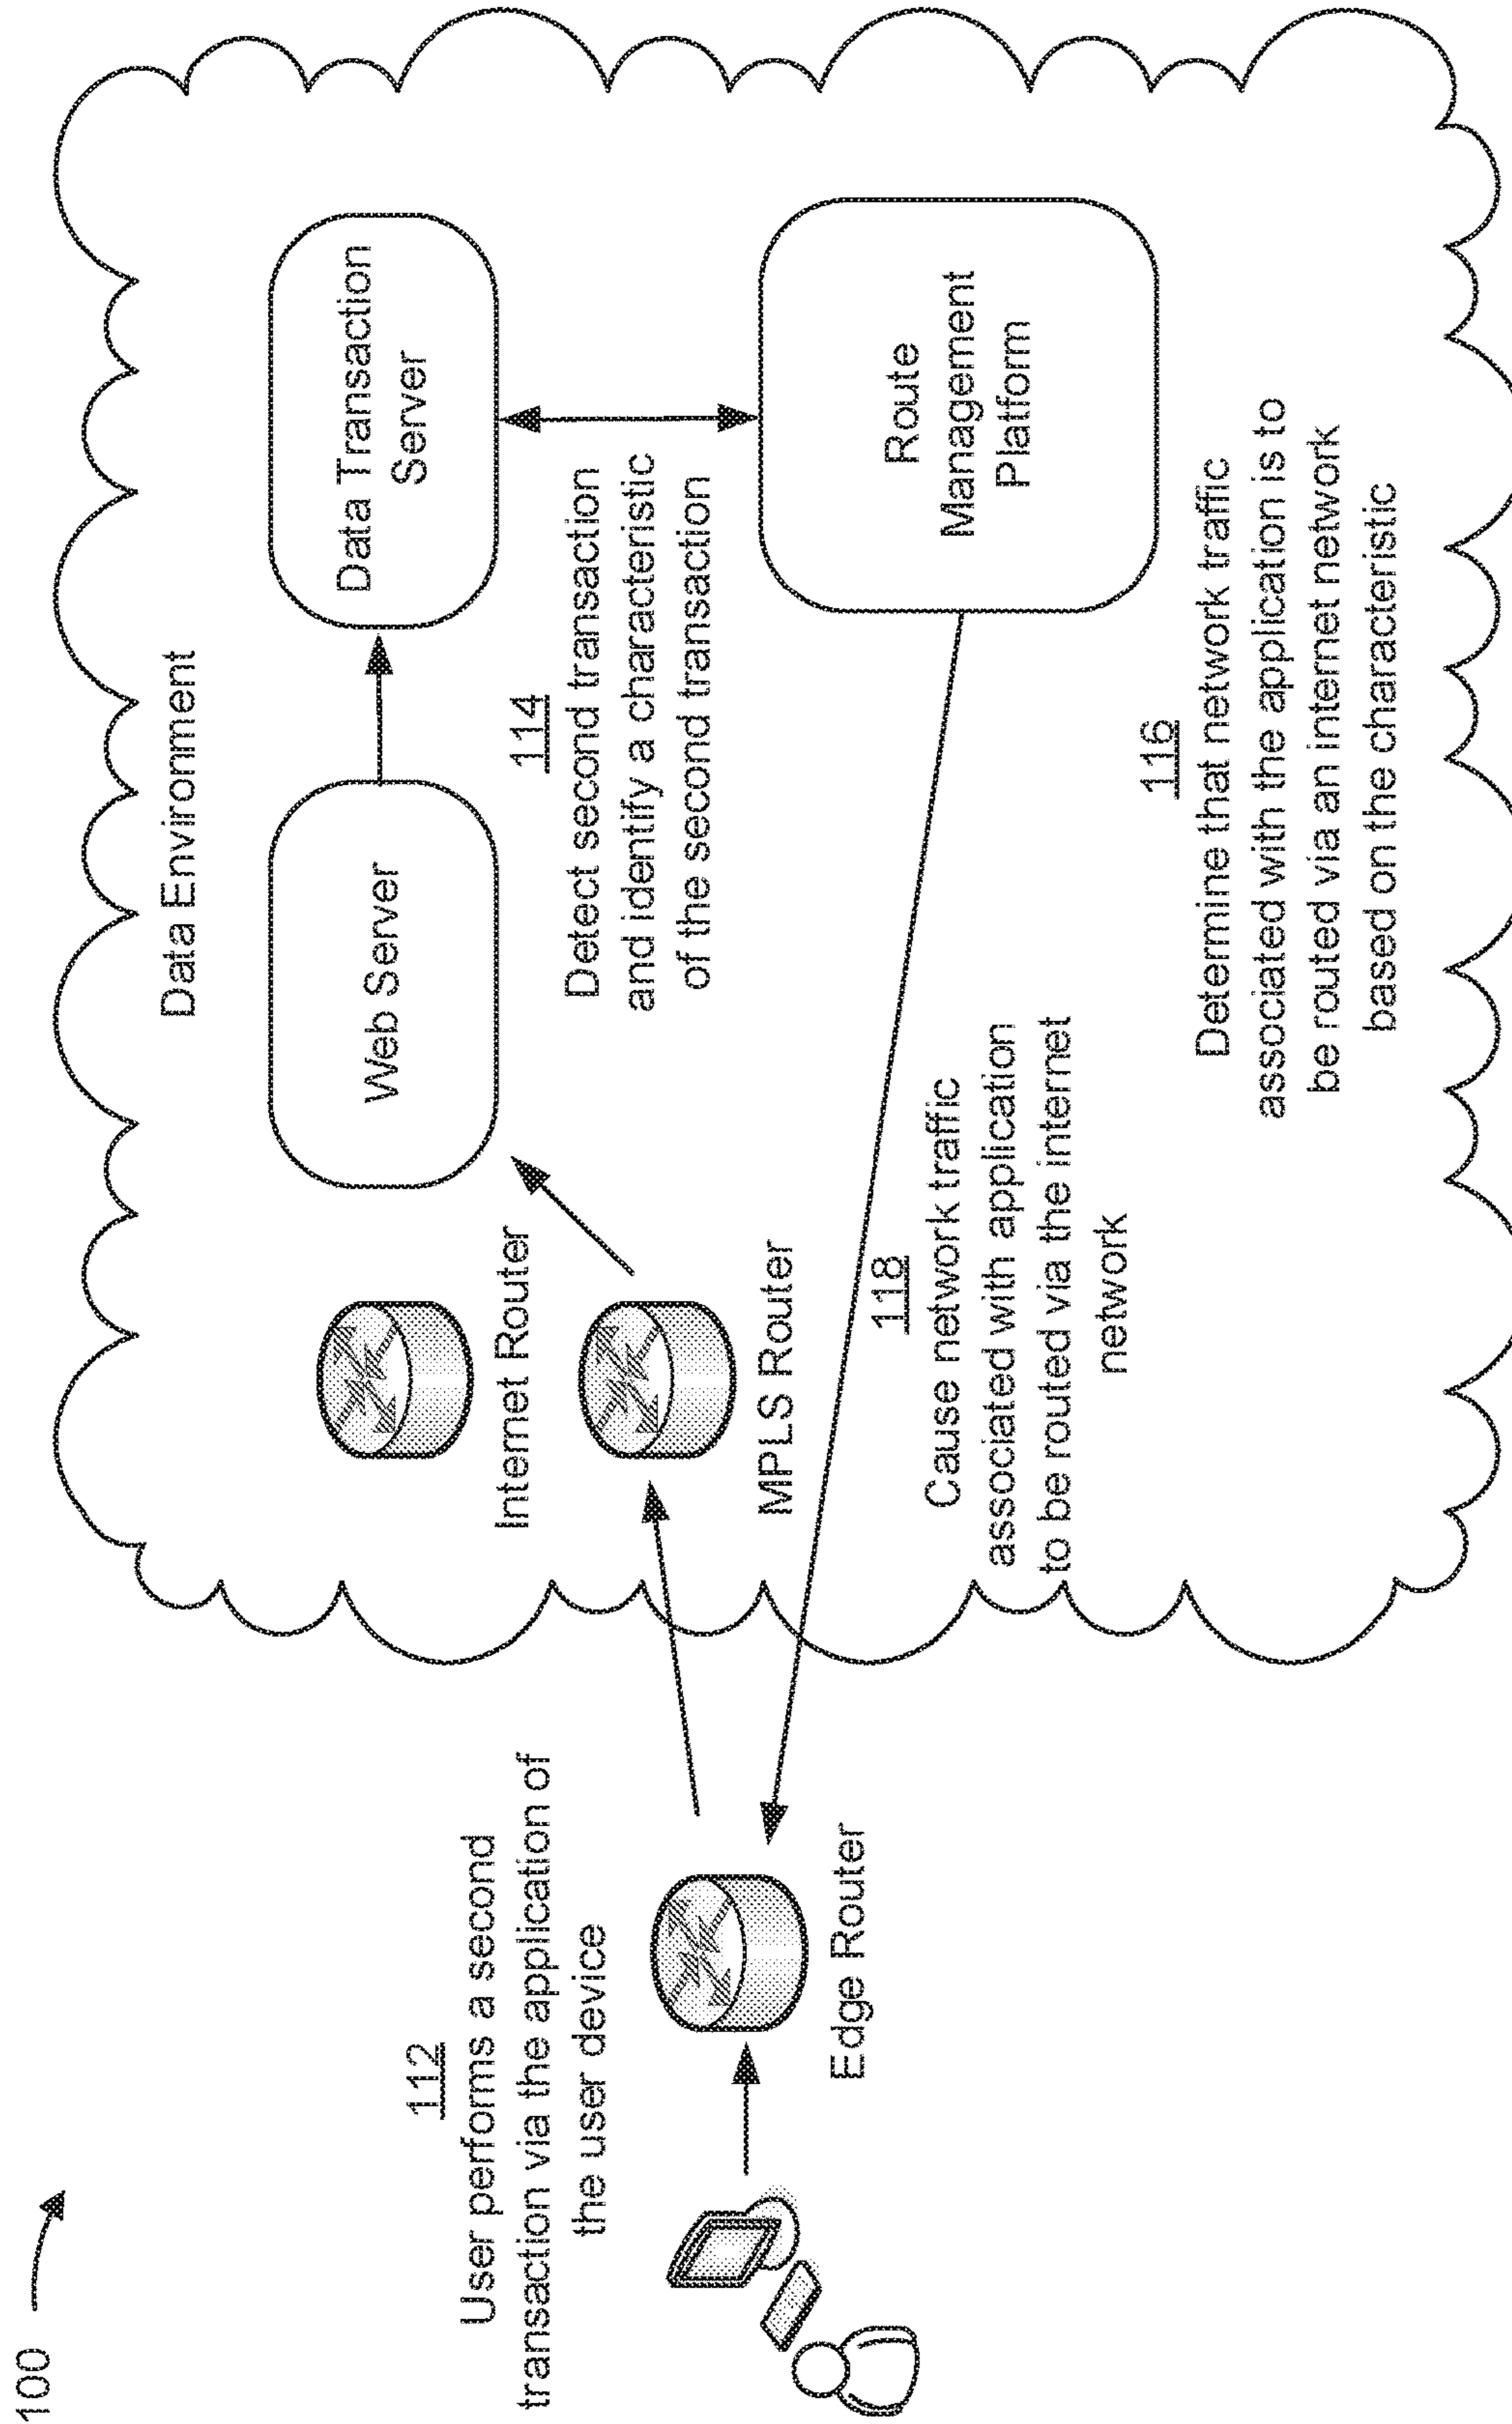 100
112
User performs a second
transaction via the application of
the user device
Edge Router
Data Environment
Internet Router
MPLS Router
Web Server
Data Transaction
Server
114
Detect second transaction
and identify a characteristic
of the second transaction
Route
Management
Platform
116
Determine that network traffic
associated with the application is to
be routed via an internet network
based on the characteristic
118
Cause network traffic
associated with application
to be routed via the internet
network